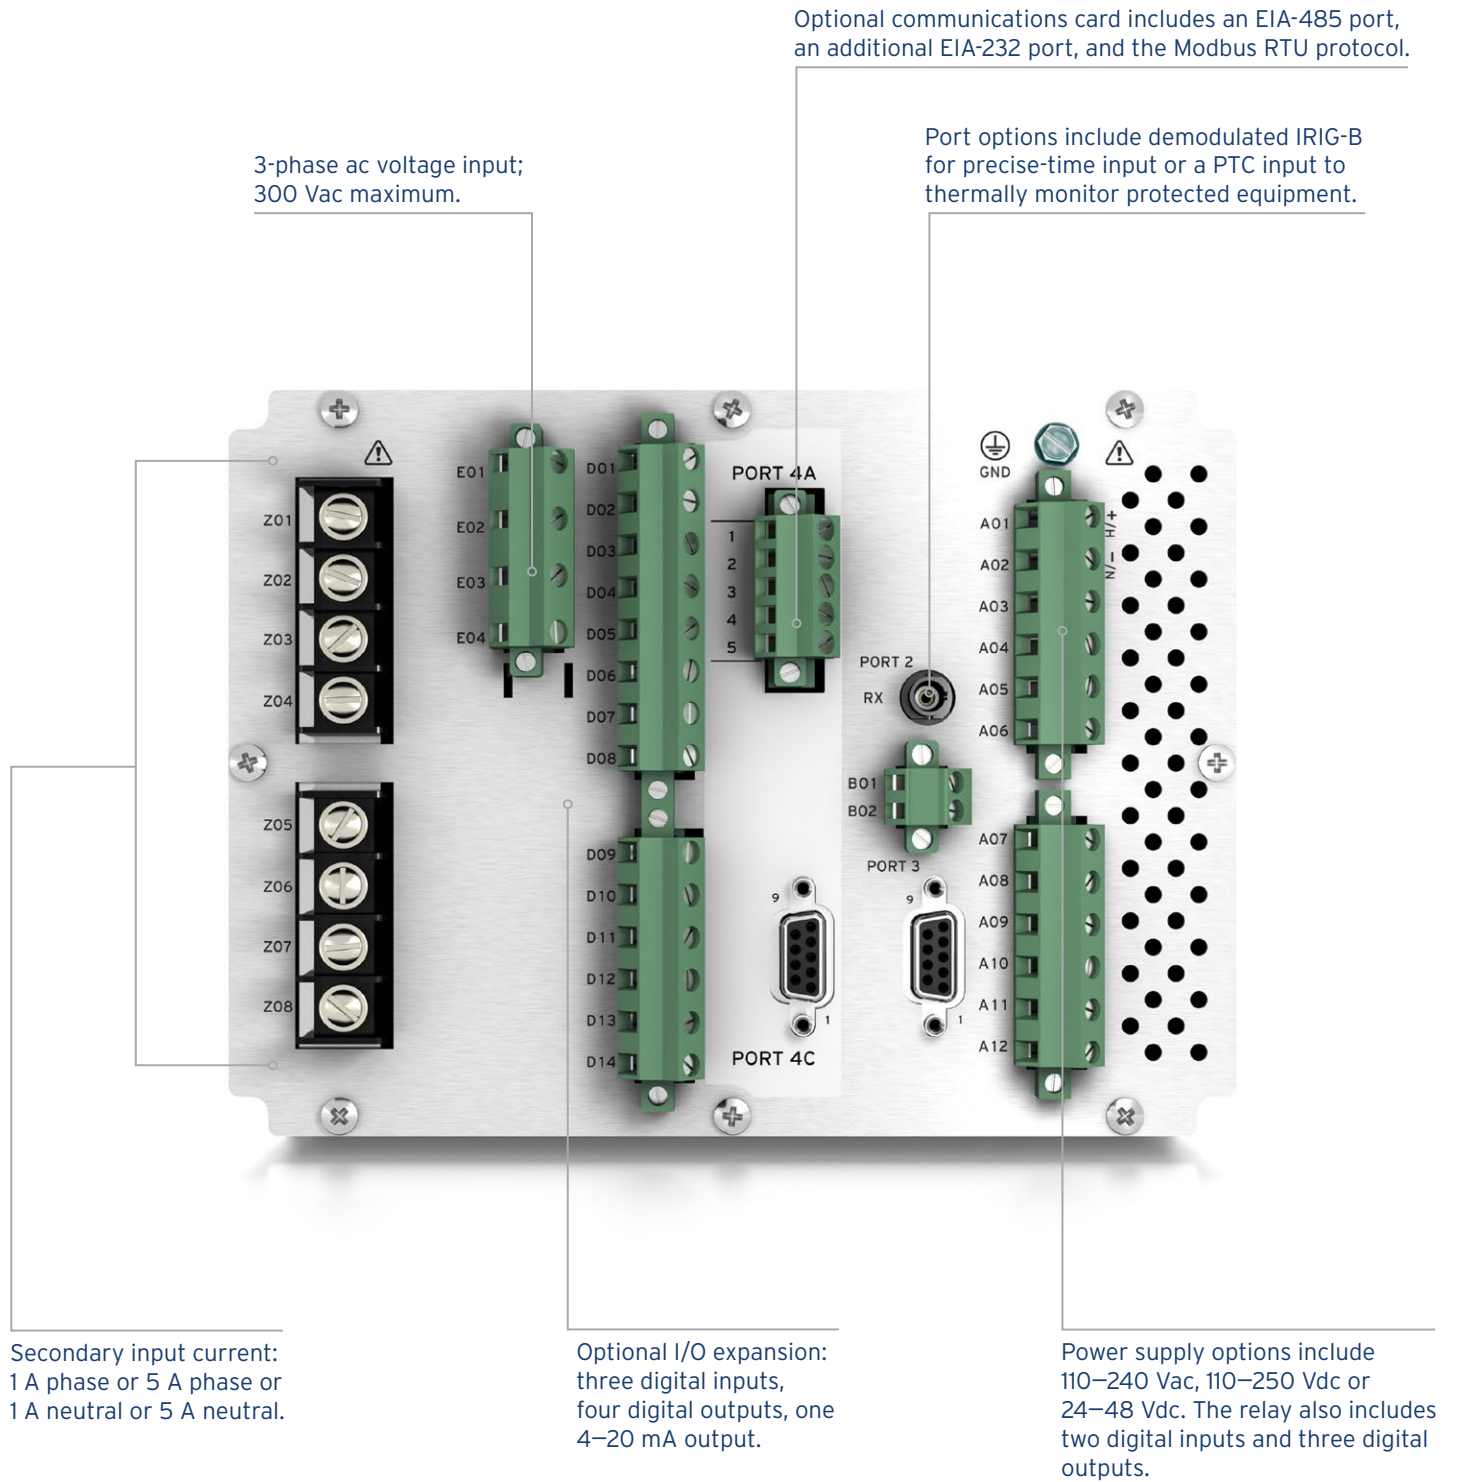 Optional communications card includes an EIA-485 port,
an additional EIA-232 port, and the Modbus RTU protocol.
Port options include demodulated IRIG-B
for precise-time input or a PTC input to
thermally monitor protected equipment.
3-phase ac voltage input;
300 Vac maximum.
Z01
Z02
Z03
Z04
Z05
Z06
Z07
Z08
E01
E02
E03
E04
D01
D02
D03
D04
D05
D06
D07
D08
D09
D10
D11
D12
D13
D14
PORT 4A
1
2
3
4
5
9
1
PORT 4C
PORT 2
RX
B01
B02
PORT 3
9
1
GND
A01
H/+
A02
N/–
A03
A04
A05
A06
A07
A08
A09
A10
A11
A12
Secondary input current:
1 A phase or 5 A phase or
1 A neutral or 5 A neutral.
Optional I/O expansion:
three digital inputs,
four digital outputs, one
4–20 mA output.
Power supply options include
110–240 Vac, 110–250 Vdc or
24–48 Vdc. The relay also includes
two digital inputs and three digital
outputs.